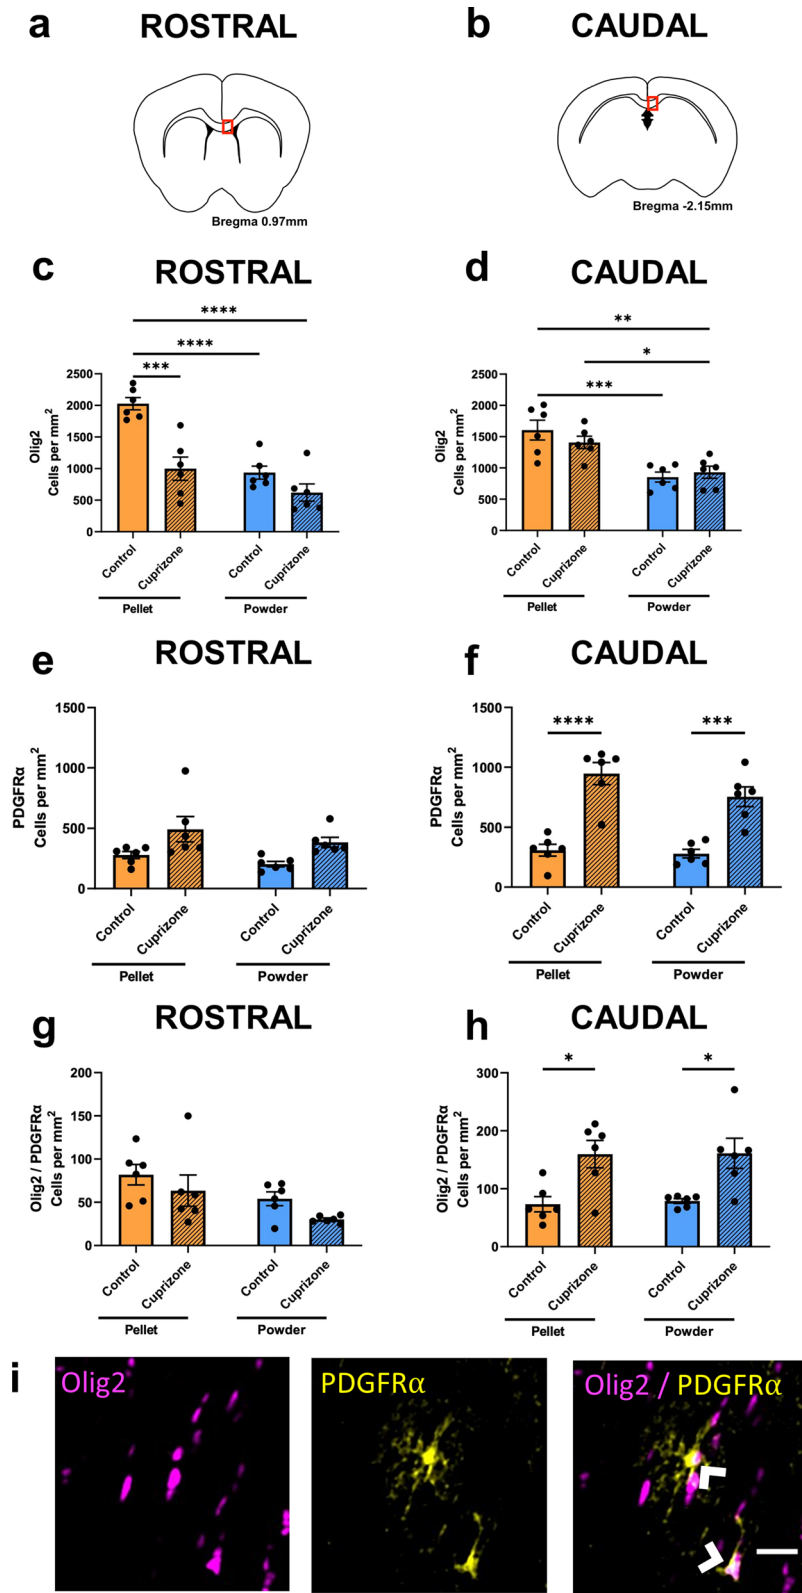 a ROSTRAL
b CAUDAL
Bregma 0.97mm
Bregma -2.15mm
c ROSTRAL
****
****
***
Olig2
Cells per mm2
2500
2000
1500
1000
500
0
Control
Cuprizone
Control
Cuprizone
Pellet
Powder
d CAUDAL
**
*
***
Olig2
Cells per mm2
2500
2000
1500
1000
500
0
Control
Cuprizone
Control
Cuprizone
Pellet
Powder
e ROSTRAL
PDGFRα
Cells per mm2
1500
1000
500
0
Control
Cuprizone
Control
Cuprizone
Pellet
Powder
f CAUDAL
****
***
PDGFRα
Cells per mm2
1500
1000
500
0
Control
Cuprizone
Control
Cuprizone
Pellet
Powder
g ROSTRAL
Olig2 / PDGFRα
Cells per mm2
200
150
100
50
0
Control
Cuprizone
Control
Cuprizone
Pellet
Powder
h CAUDAL
*
*
Olig2 / PDGFRα
Cells per mm2
300
200
100
0
Control
Cuprizone
Control
Cuprizone
Pellet
Powder
i
Olig2
PDGFRα
Olig2 / PDGFRα